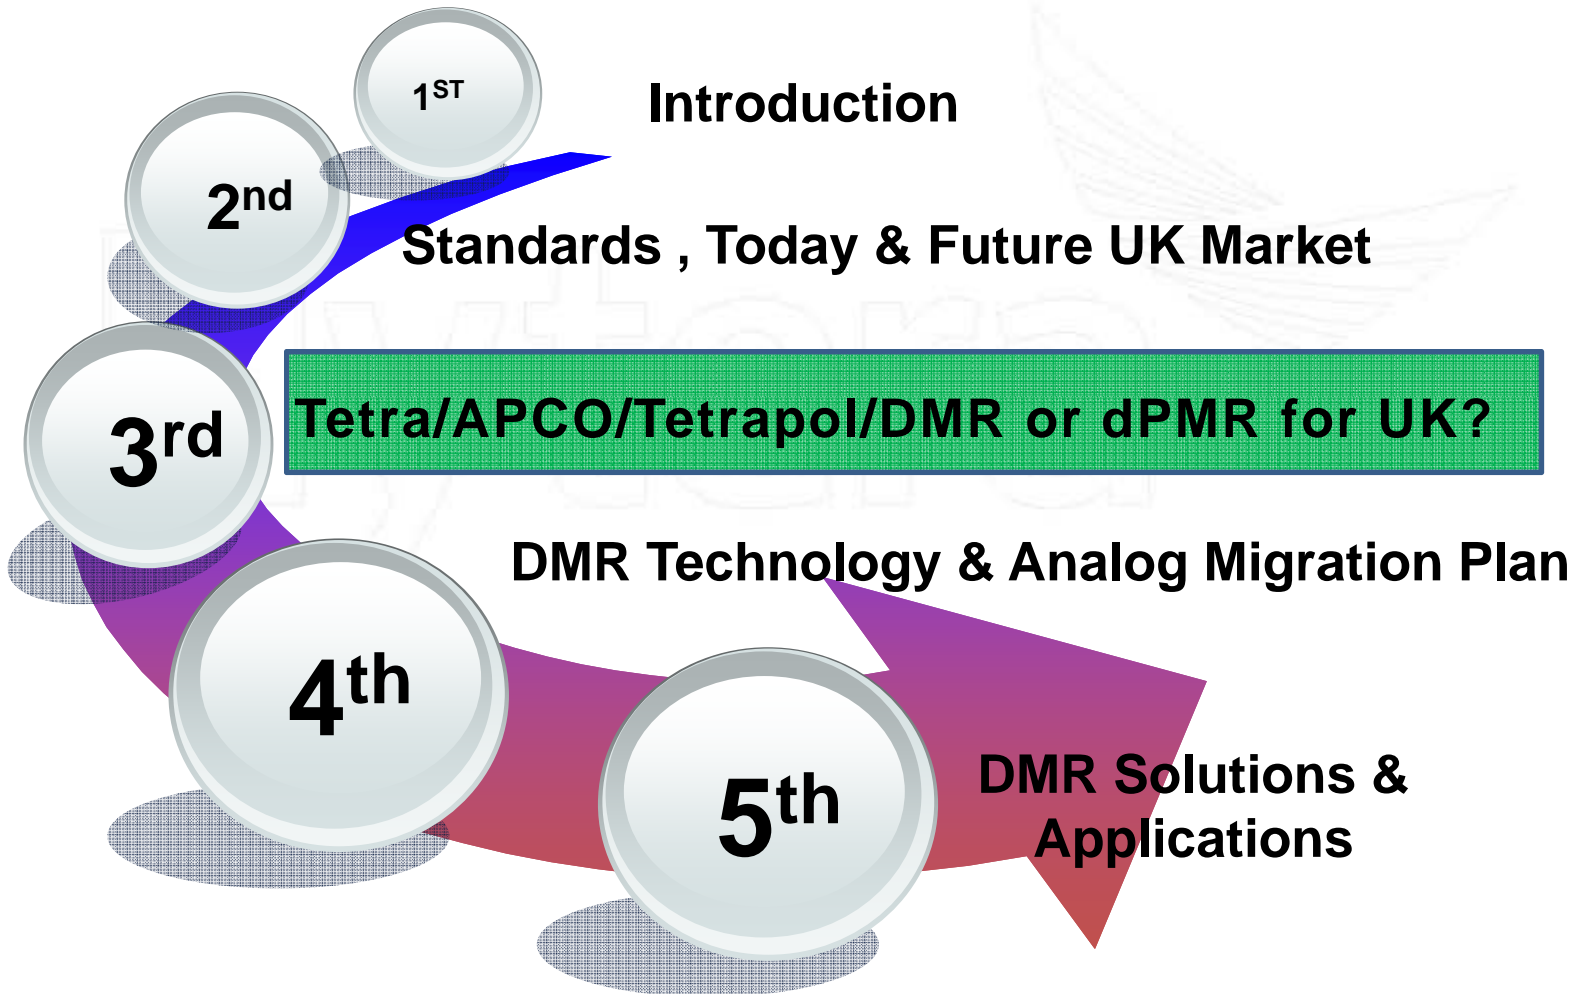 1ST
Introduction
2nd
Standards , Today & Future UK Market
3rd
Tetra/APCO/Tetrapol/DMR or dPMR for UK?
DMR Technology & Analog Migration Plan
4th
5th
DMR Solutions &
Applications
Hytera